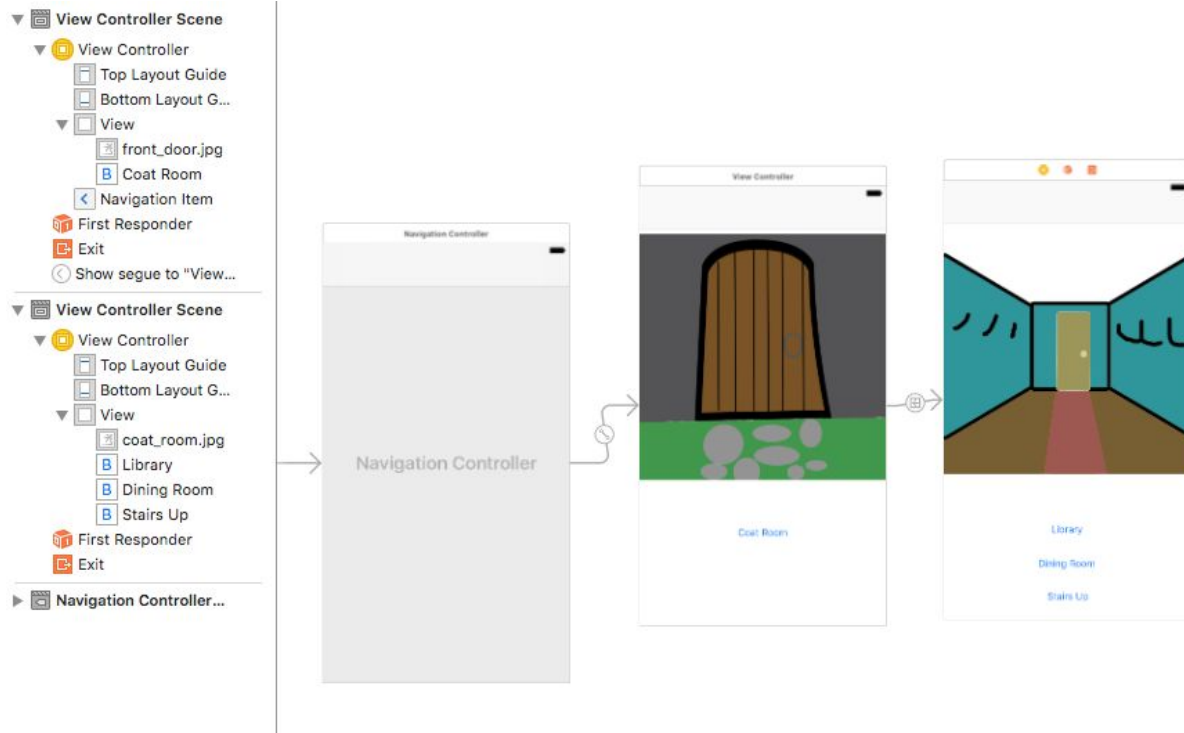 View Controller Scene
View Controller
Top Layout Guide
Bottom Layout G...
View
front_door.jpg
B Coat Room
Navigation Item
First Responder
Exit
Show segue to "View...
View Controller Scene
View Controller
Top Layout Guide
Bottom Layout G...
View
coat_room.jpg
B Library
B Dining Room
B Stairs Up
First Responder
Exit
Navigation Controller...
Navigation Controller
Navigation Controller
View Controller
Coat Room
Library
Dining Room
Stairs Up